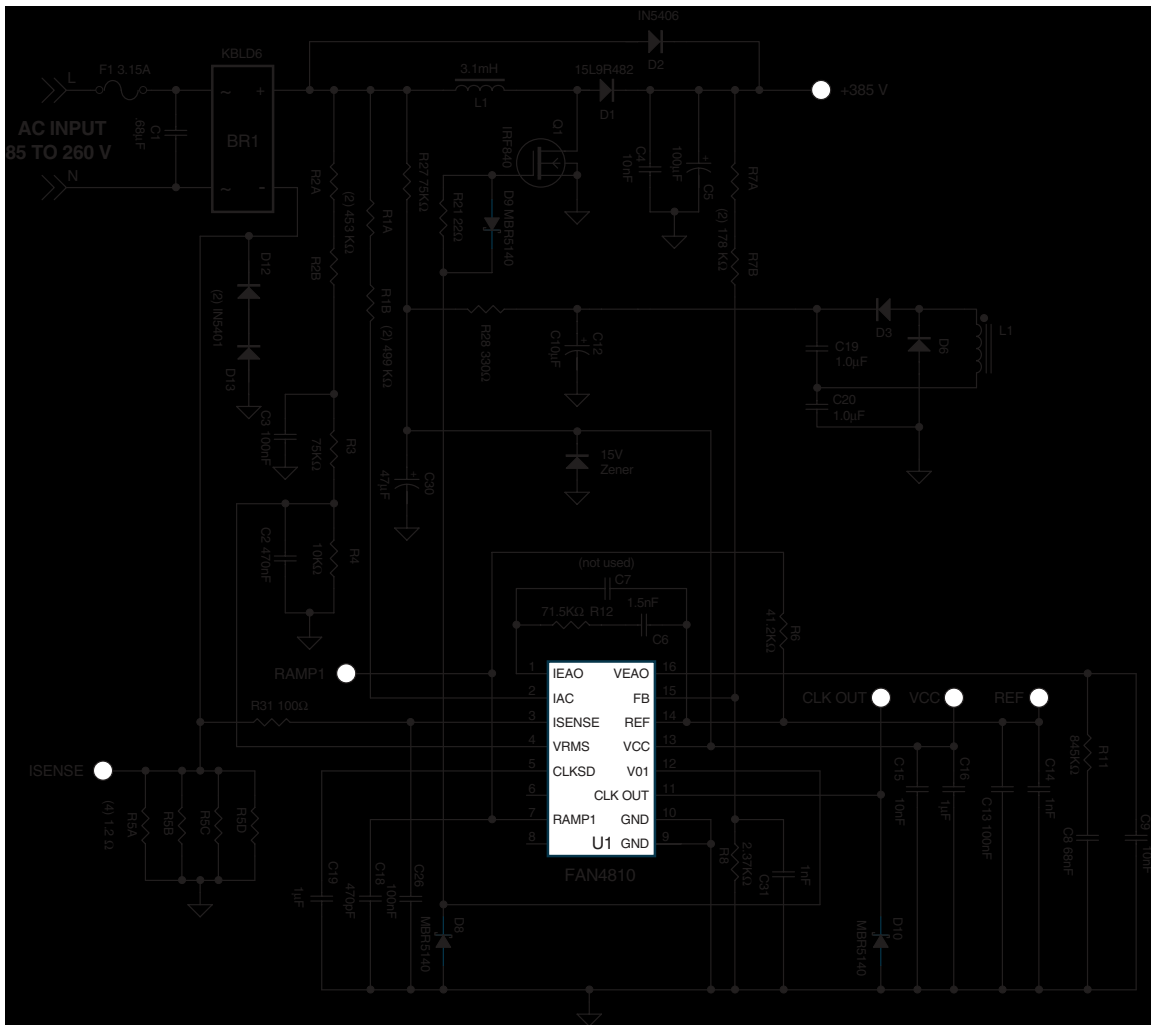 IN5406
D2
KBLD6
F1 3.15A
L
3.1mH
L1
15L9R482
D1
+385 V
AC INPUT
85 TO 260 V
C1
.68µF
BR1
N
~
+
~
-
Q1
IRF840
R27 75KΩ
R21 22Ω
D9 MBR5140
C4
10nF
100µF
C5
R7A
(2) 178 KΩ
R7B
R2A
(2) 453 KΩ
R2B
R1A
R1B
(2) 499 KΩ
D12
(2) IN5401
D13
R28 330Ω
C10µF
C12
D3
D6
L1
C19
1.0µF
C20
1.0µF
C3 100nF
75KΩ
R3
47µF
C30
15V
Zener
C2 470nF
10KΩ
R4
(not used)
C7
1.5nF
71.5KΩ R12
C6
41.2KΩ
R6
RAMP1
1 IEAO VEAO 16
2 IAC FB 15
3 ISENSE REF 14
4 VRMS VCC 13
5 CLKSD V01 12
6 CLK OUT 11
7 RAMP1 GND 10
8 U1 GND 9
FAN4810
CLK OUT
VCC
REF
R31 100Ω
ISENSE
(4) 1.2 Ω
R5A
R5B
R5C
R5D
C19
1µF
C18
470pF
C26
100nF
D8
MBR5140
R8
2.37KΩ
C31
1nF
D10
MBR5140
C15
10nF
C16
1µF
C13 100nF
C14
1nF
R11
845KΩ
C8 68nF
C9
10nF